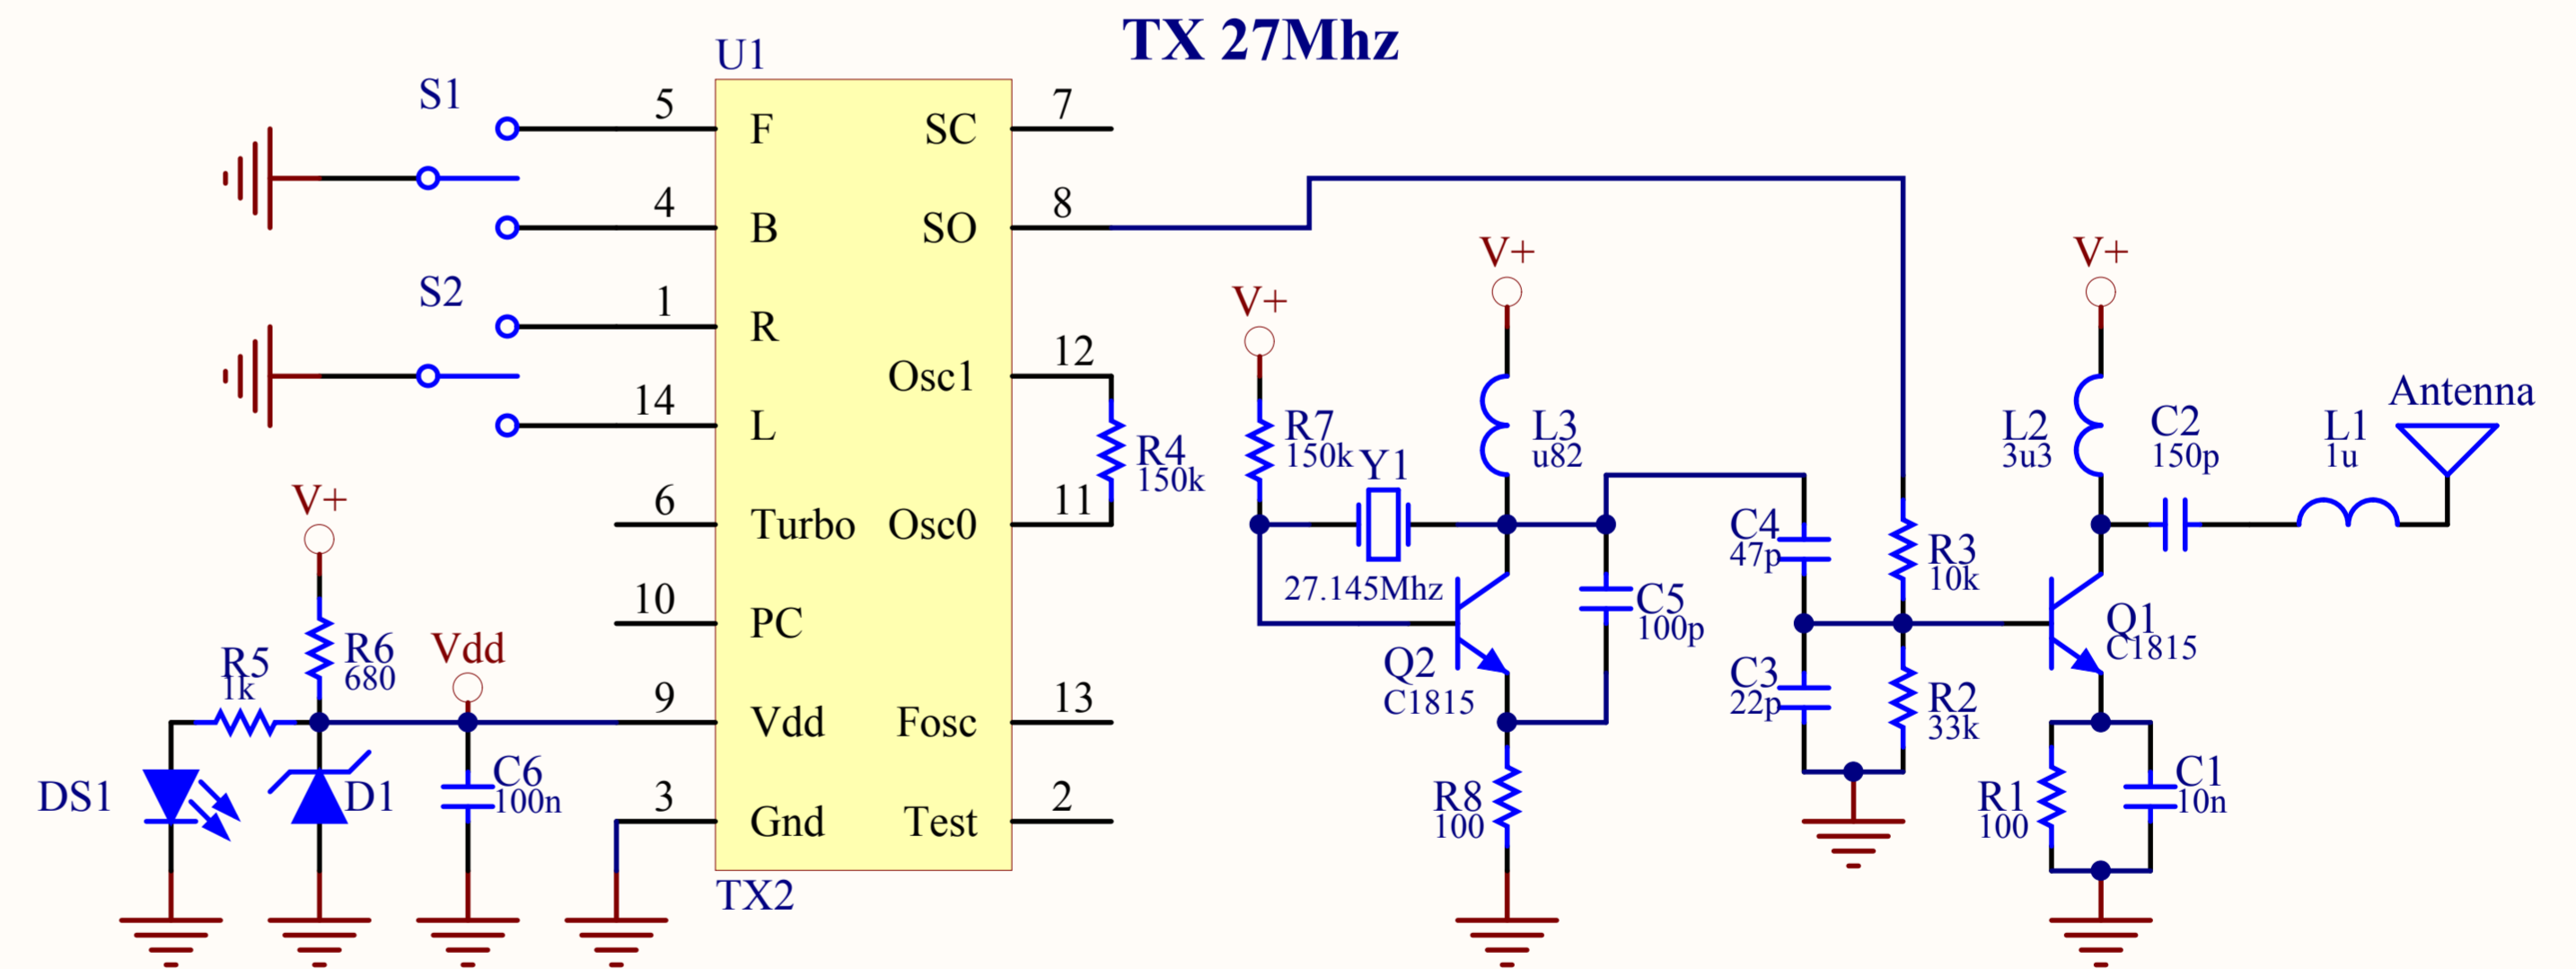 TX 27Mhz
U1
S1
5
F
SC
7
4
B
SO
8
S2
1
R
Osc1
12
14
L
R4
150k
6
Turbo
Osc0
11
10
PC
V+
R6
680
R5
1k
Vdd
9
Vdd
Fosc
13
DS1
D1
C6
100n
3
Gnd
Test
2
TX2
V+
R7
150k
Y1
27.145Mhz
V+
L3
u82
Q2
C1815
C5
100p
R8
100
C4
47p
C3
22p
R3
10k
R2
33k
V+
L2
3u3
C2
150p
L1
1u
Antenna
Q1
C1815
R1
100
C1
10n